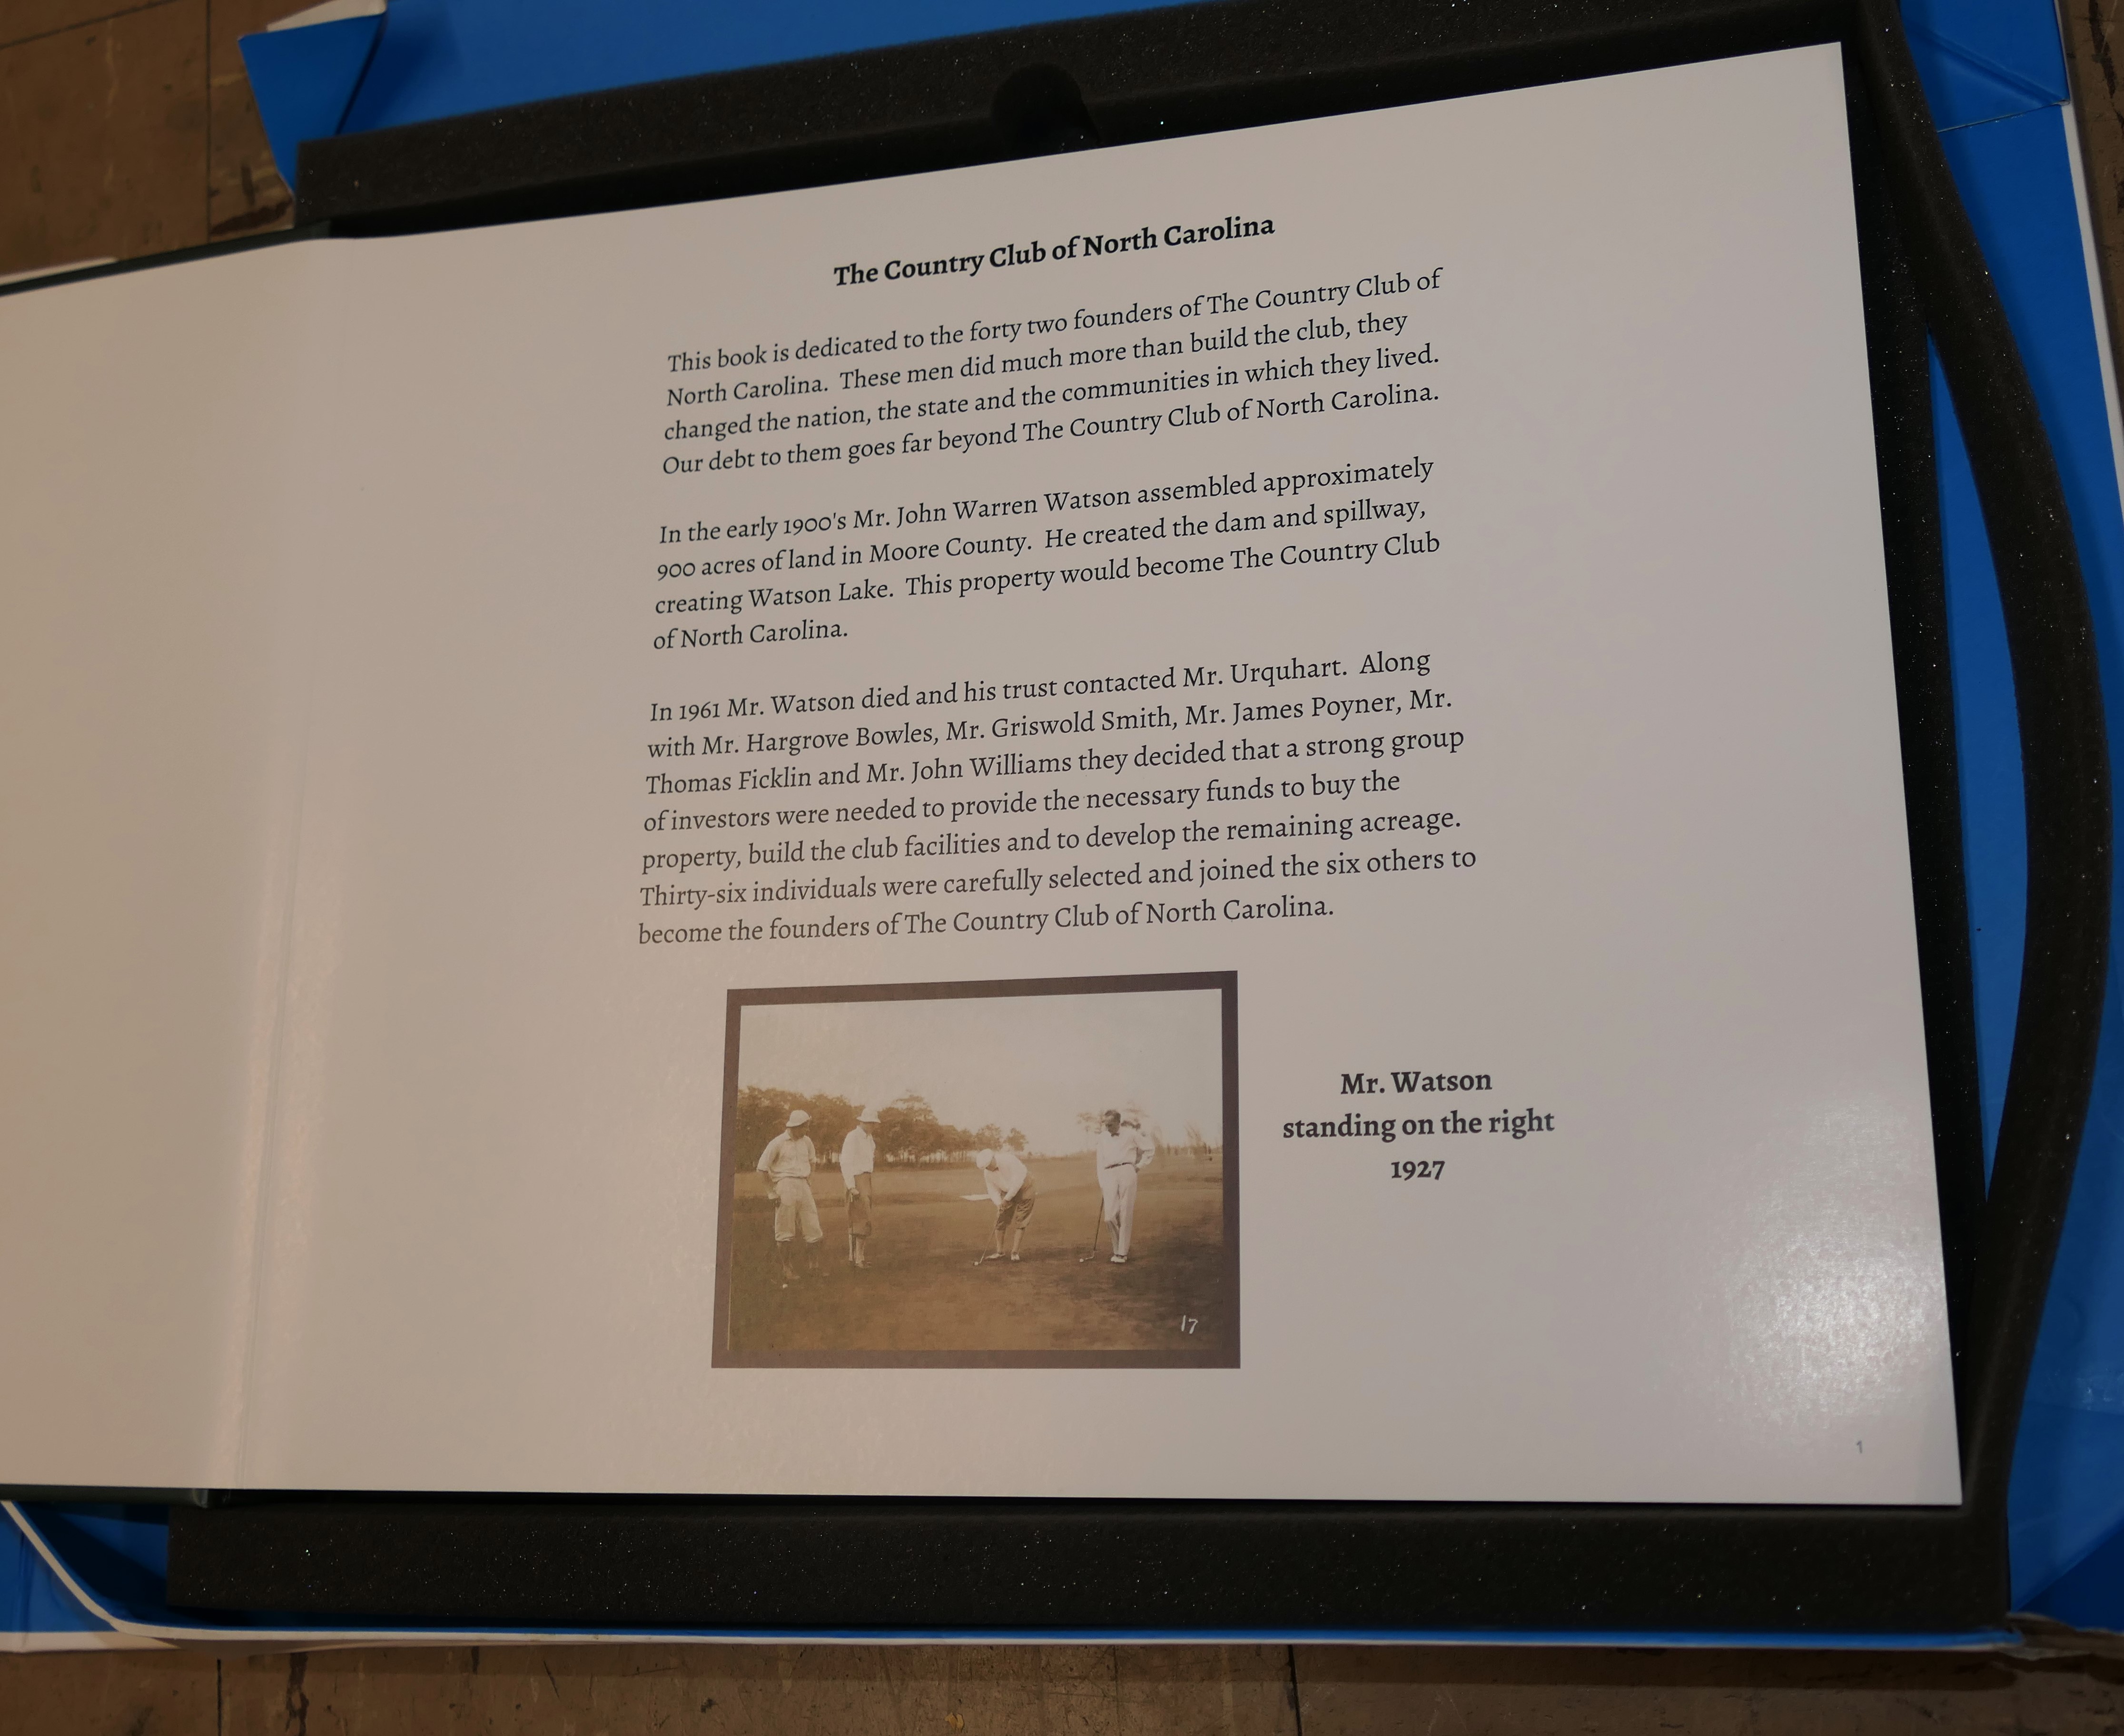 The Country Club of North Carolina
This book is dedicated to the forty two founders of The Country Club of
North Carolina. These men did much more than build the club, they
changed the nation, the state and the communities in which they lived.
Our debt to them goes far beyond The Country Club of North Carolina.
In the early 1900's Mr. John Warren Watson assembled approximately
900 acres of land in Moore County. He created the dam and spillway,
creating Watson Lake. This property would become The Country Club
of North Carolina.
In 1961 Mr. Watson died and his trust contacted Mr. Urquhart. Along
with Mr. Hargrove Bowles, Mr. Griswold Smith, Mr. James Poyner, Mr.
Thomas Ficklin and Mr. John Williams they decided that a strong group
of investors were needed to provide the necessary funds to buy the
property, build the club facilities and to develop the remaining acreage.
Thirty-six individuals were carefully selected and joined the six others to
become the founders of The Country Club of North Carolina.
Mr. Watson
standing on the right
1927
17
1